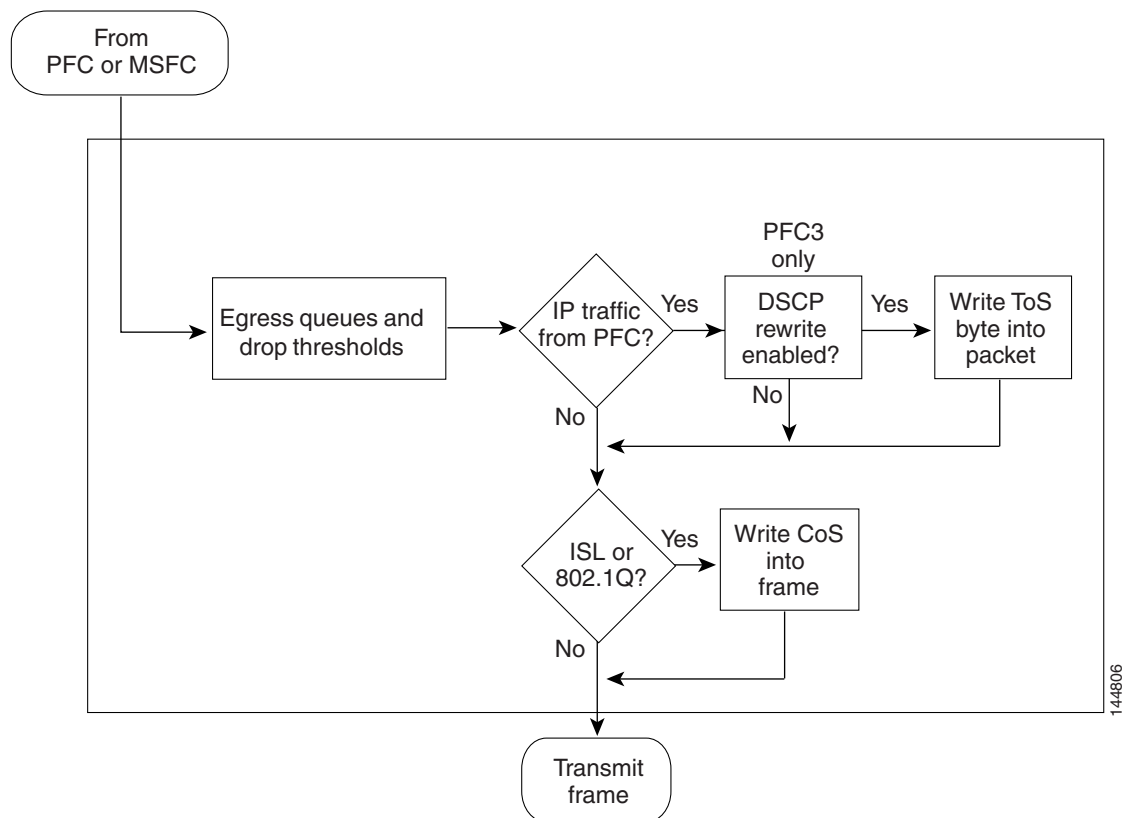 From
PFC or MSFC
PFC3
only
Egress queues and
drop thresholds
IP traffic
from PFC?
Yes
DSCP
rewrite
enabled?
Yes
Write ToS
byte into
packet
No
No
ISL or
802.1Q?
Yes
Write CoS
into
frame
No
144806
Transmit
frame